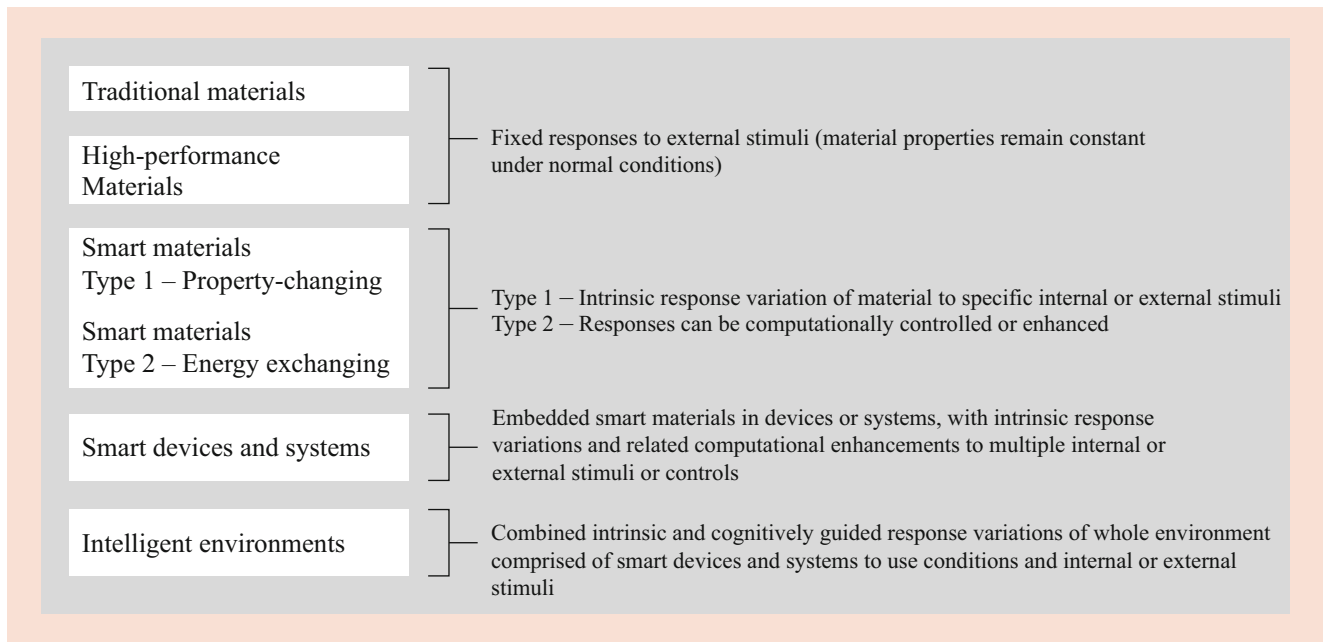 Traditional materials
High-performance
Materials
Fixed responses to external stimuli (material properties remain constant
under normal conditions)
Smart materials
Type 1 – Property-changing
Smart materials
Type 2 – Energy exchanging
Type 1 – Intrinsic response variation of material to specific internal or external stimuli
Type 2 – Responses can be computationally controlled or enhanced
Smart devices and systems
Embedded smart materials in devices or systems, with intrinsic response
variations and related computational enhancements to multiple internal or
external stimuli or controls
Intelligent environments
Combined intrinsic and cognitively guided response variations of whole environment
comprised of smart devices and systems to use conditions and internal or external
stimuli